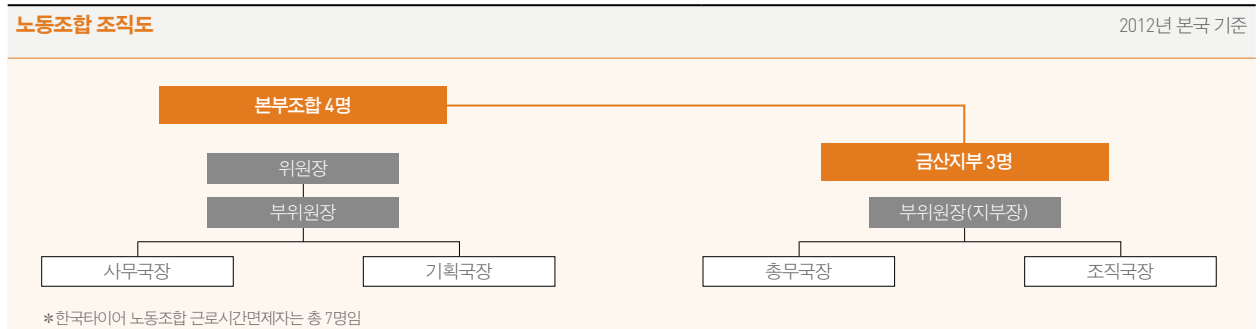 노동조합 조직도
2012년 본국 기준
본부조합 4명
금산지부 3명
위원장
부위원장
부위원장(지부장)
사무국장
기획국장
총무국장
조직국장
*한국타이어 노동조합 근로시간면제자는 총 7명임